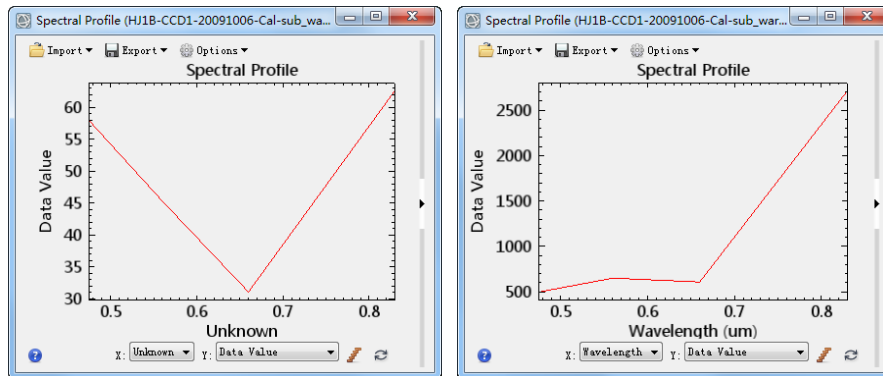 Spectral Profile (HJ1B-CCD1-20091006-Cal-sub_wa...
Import Export Options
Spectral Profile
60
55
50
45
40
35
30
Data Value
0.5 0.6 0.7 0.8
Unknown
X: Unknown Y: Data Value
Spectral Profile (HJ1B-CCD1-20091006-Cal-sub_war...
Import Export Options
Spectral Profile
2500
2000
1500
1000
500
Data Value
0.5 0.6 0.7 0.8
Wavelength (um)
X: Wavelength Y: Data Value